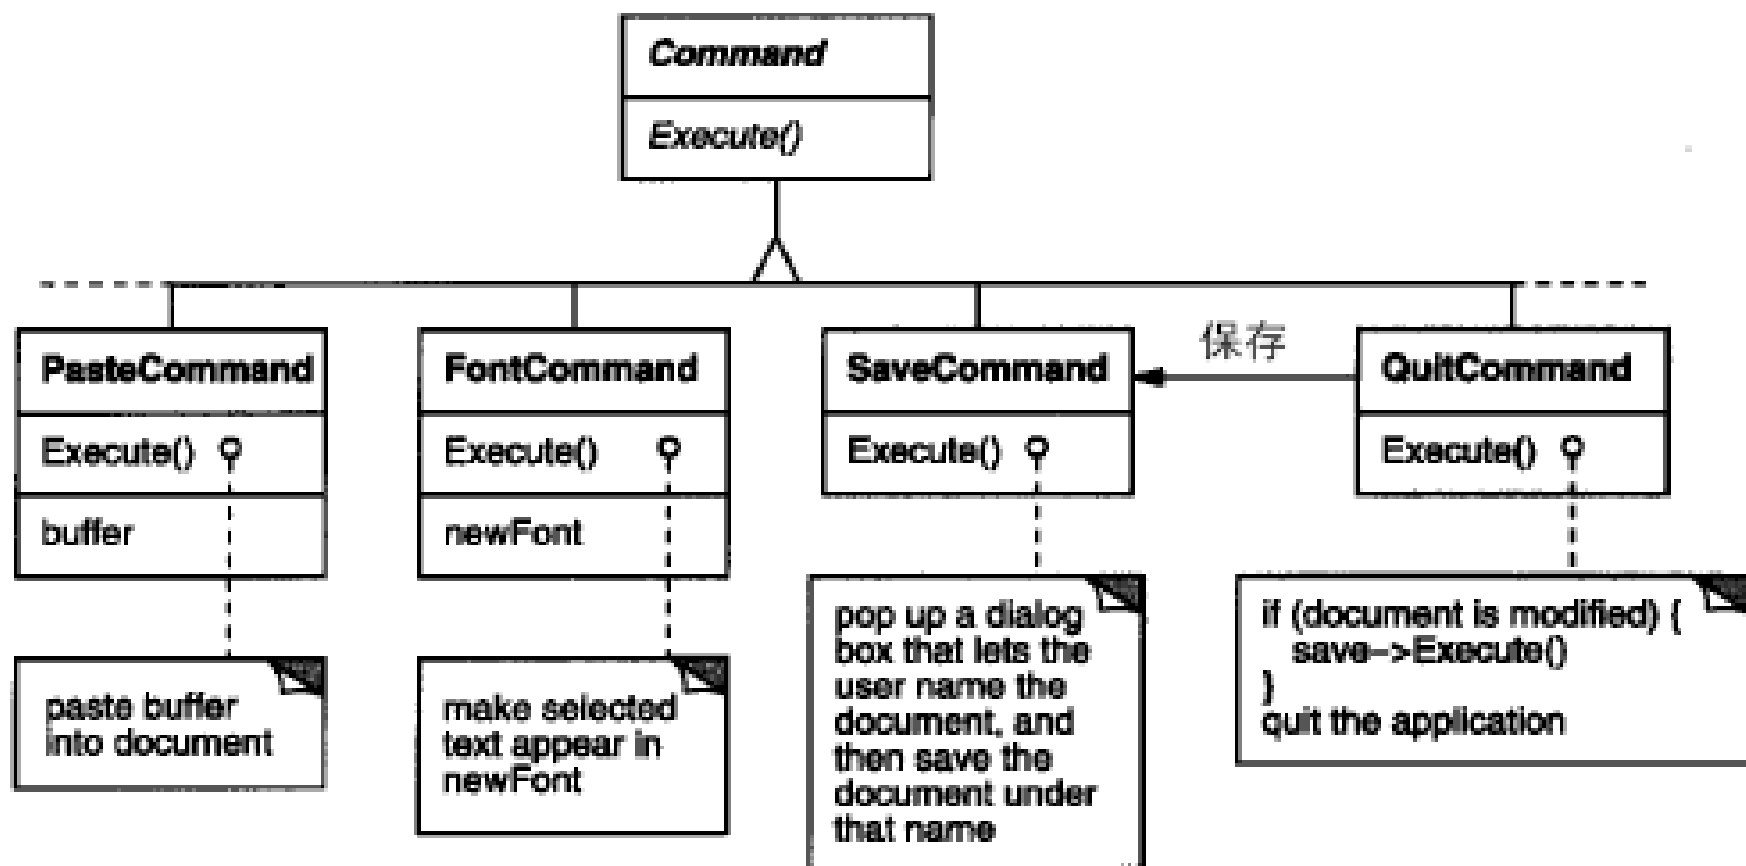 Command
Execute()
保存
PasteCommand
Execute()
buffer
paste buffer
into document
FontCommand
Execute()
newFont
make selected
text appear in
newFont
SaveCommand
Execute()
pop up a dialog
box that lets the
user name the
document, and
then save the
document under
that name
QuitCommand
Execute()
if (document is modified) {
save->Execute()
}
quit the application